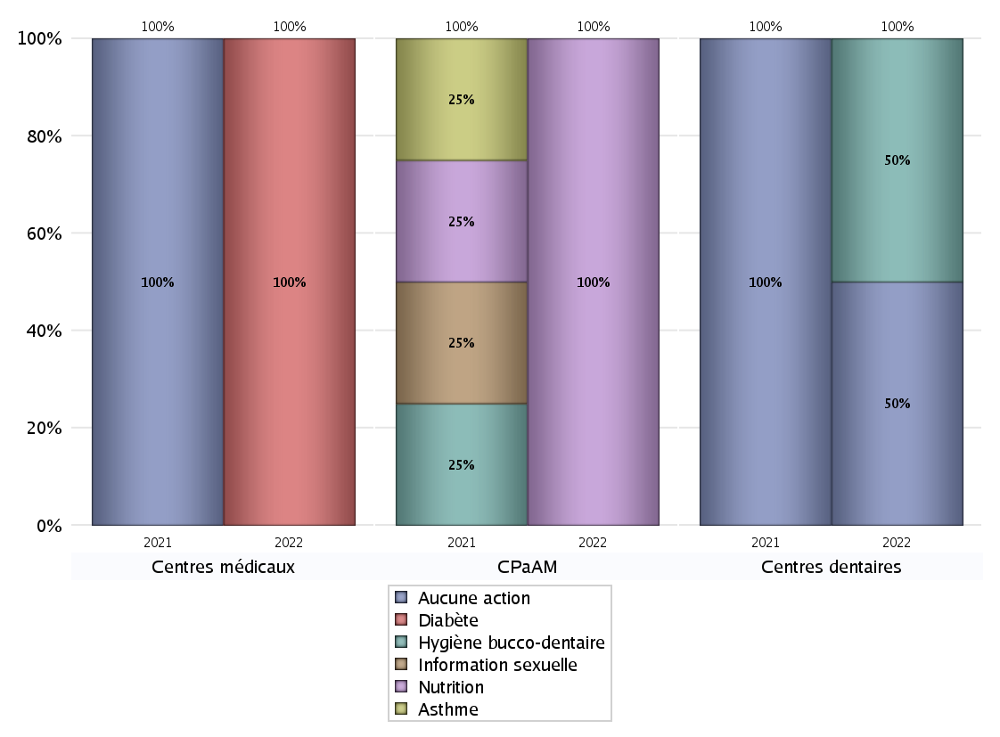 100% 100% 100% 100% 100% 100%
100%
25%
80%
50%
25%
60%
100% 100% 100% 100%
40%
25%
50%
20%
25%
0%
2021 2022 2021 2022 2021 2022
Centres médicaux CPaAM Centres dentaires
Aucune action
Diabète
Hygiène bucco-dentaire
Information sexuelle
Nutrition
Asthme